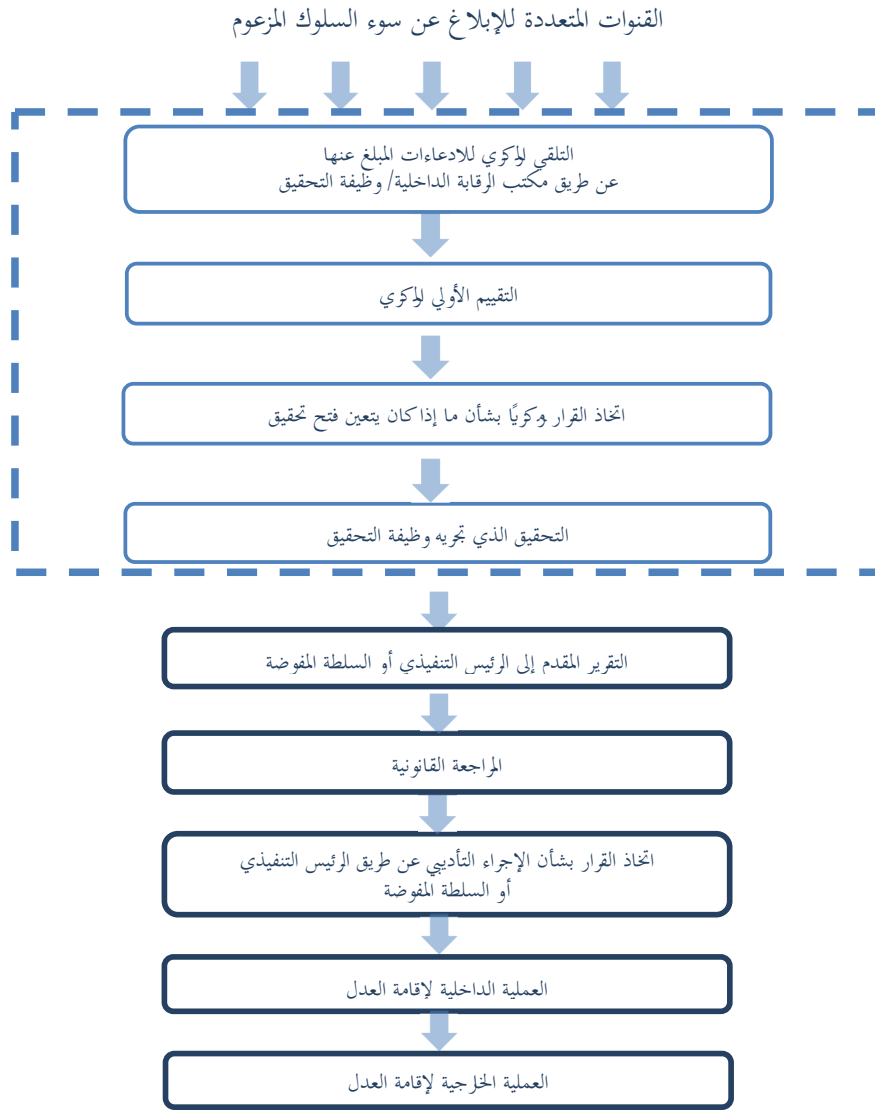 القنوات المتعددة للإبلاغ عن سوء السلوك المزعوم
التلقي المركزي للادعاءات المبلغ عنها
عن طريق مكتب الرقابة الداخلية/ وظيفة التحقيق
التقييم الأولي المركزي
اتخاذ القرار مركزيًا بشأن ما إذا كان يتعين فتح تحقيق
التحقيق الذي تجريه وظيفة التحقيق
التقرير المقدم إلى الرئيس التنفيذي أو السلطة المفوضة
المراجعة القانونية
اتخاذ القرار بشأن الإجراء التأديبي عن طريق الرئيس التنفيذي
أو السلطة المفوضة
العملية الداخلية لإقامة العدل
العملية الخارجية لإقامة العدل